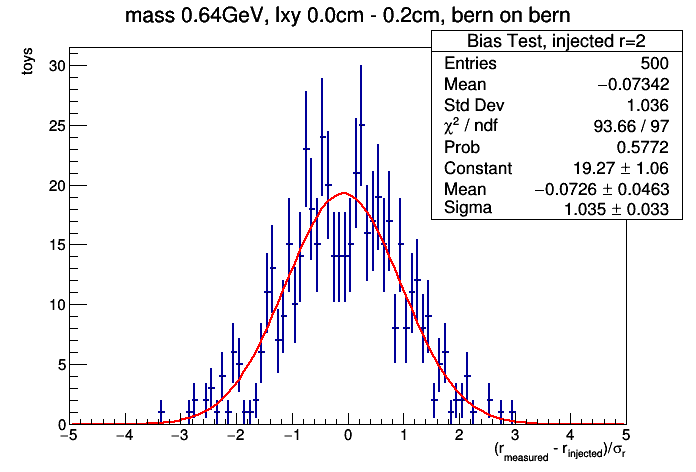 mass 0.64GeV, lxy 0.0cm - 0.2cm, bern on bern
toys
Bias Test, injected r=2
Entries 500
Mean −0.07342
Std Dev 1.036
χ² / ndf 93.66 / 97
Prob 0.5772
Constant 19.27 ± 1.06
Mean −0.0726 ± 0.0463
Sigma 1.035 ± 0.033
30
25
20
15
10
5
0
−5 −4 −3 −2 −1 0 1 2 3 4 5
(r_measured - r_injected)/σ_r